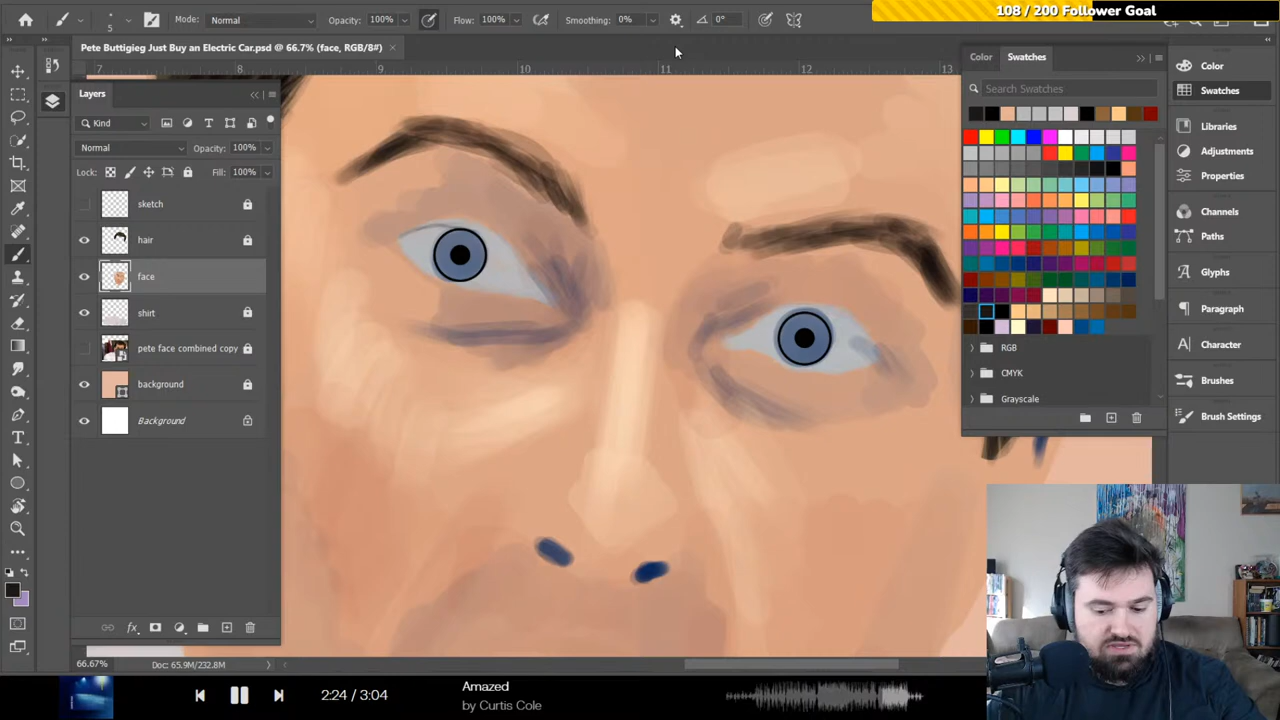 Mode: Normal
Opacity: 100%
Flow: 100%
Smoothing: 0%
0°
108 / 200 Follower Goal
5
Pete Buttigieg Just Buy an Electric Car.psd @ 66.7% (face, RGB/8#)
7 8 9 10 11 12 13
Layers
Kind
Normal
Opacity: 100%
Lock:
Fill: 100%
sketch
hair
face
shirt
pete face combined copy
background
Background
fx
Color
Swatches
Search Swatches
RGB
CMYK
Grayscale
Color
Swatches
Libraries
Adjustments
Properties
Channels
Paths
Glyphs
Paragraph
Character
Brushes
Brush Settings
66.67%
Doc: 65.9M/232.8M
2:24 / 3:04
Amazed
by Curtis Cole